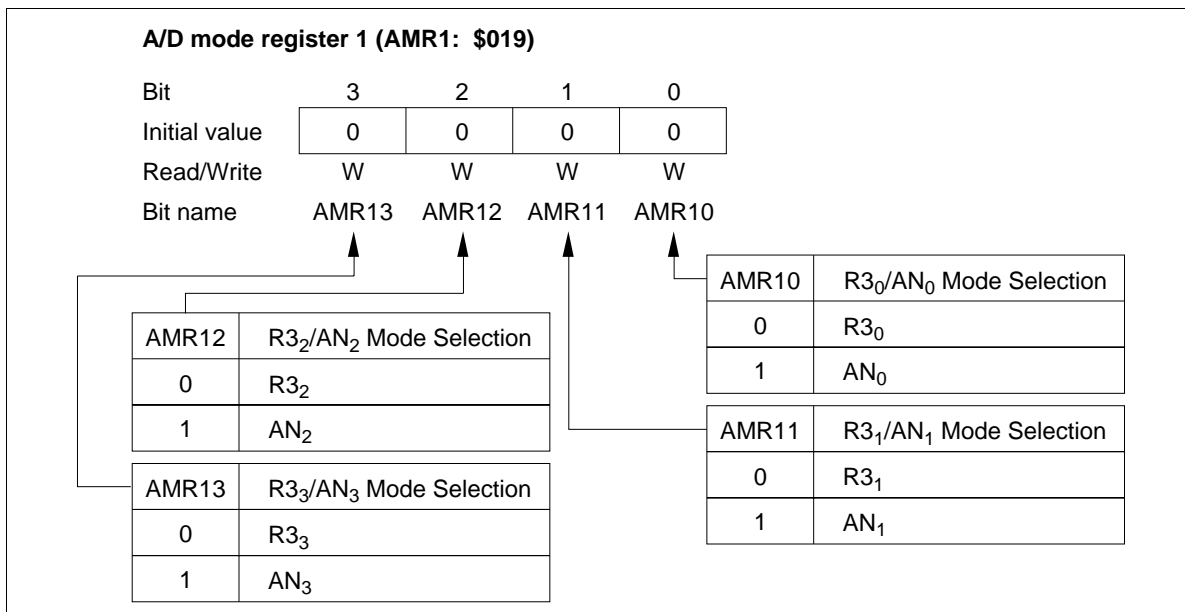 A/D mode register 1 (AMR1: $019)
Bit 3 2 1 0
Initial value 0 0 0 0
Read/Write W W W W
Bit name AMR13 AMR12 AMR11 AMR10
AMR10 R3₀/AN₀ Mode Selection
0 R3₀
1 AN₀
AMR12 R3₂/AN₂ Mode Selection
0 R3₂
1 AN₂
AMR11 R3₁/AN₁ Mode Selection
0 R3₁
1 AN₁
AMR13 R3₃/AN₃ Mode Selection
0 R3₃
1 AN₃